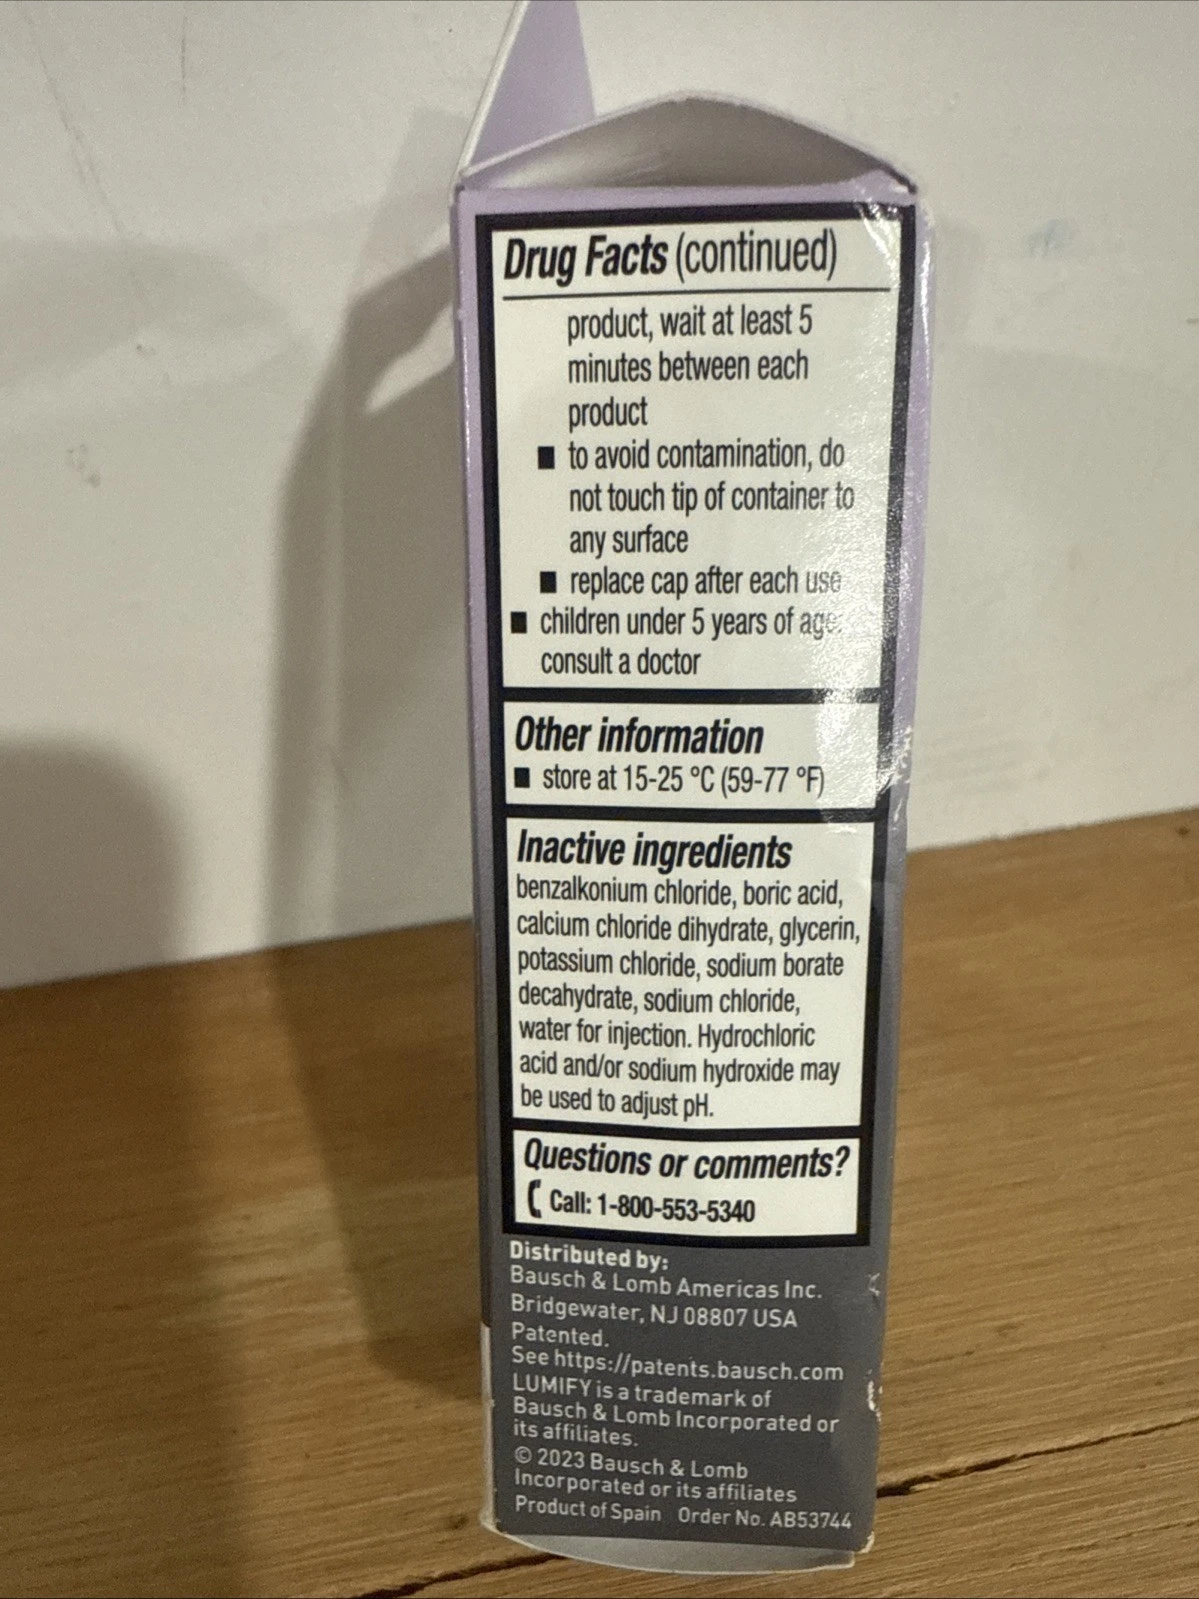 Drug Facts (continued)
product, wait at least 5
minutes between each
product
■ to avoid contamination, do
not touch tip of container to
any surface
■ replace cap after each use
■ children under 5 years of age:
consult a doctor
Other information
■ store at 15-25 °C (59-77 °F)
Inactive ingredients
benzalkonium chloride, boric acid,
calcium chloride dihydrate, glycerin,
potassium chloride, sodium borate
decahydrate, sodium chloride,
water for injection. Hydrochloric
acid and/or sodium hydroxide may
be used to adjust pH.
Questions or comments?
Call: 1-800-553-5340
Distributed by:
Bausch & Lomb Americas Inc.
Bridgewater, NJ 08807 USA
Patented.
See https://patents.bausch.com
LUMIFY is a trademark of
Bausch & Lomb Incorporated or
its affiliates.
© 2023 Bausch & Lomb
Incorporated or its affiliates
Product of Spain Order No. AB53744